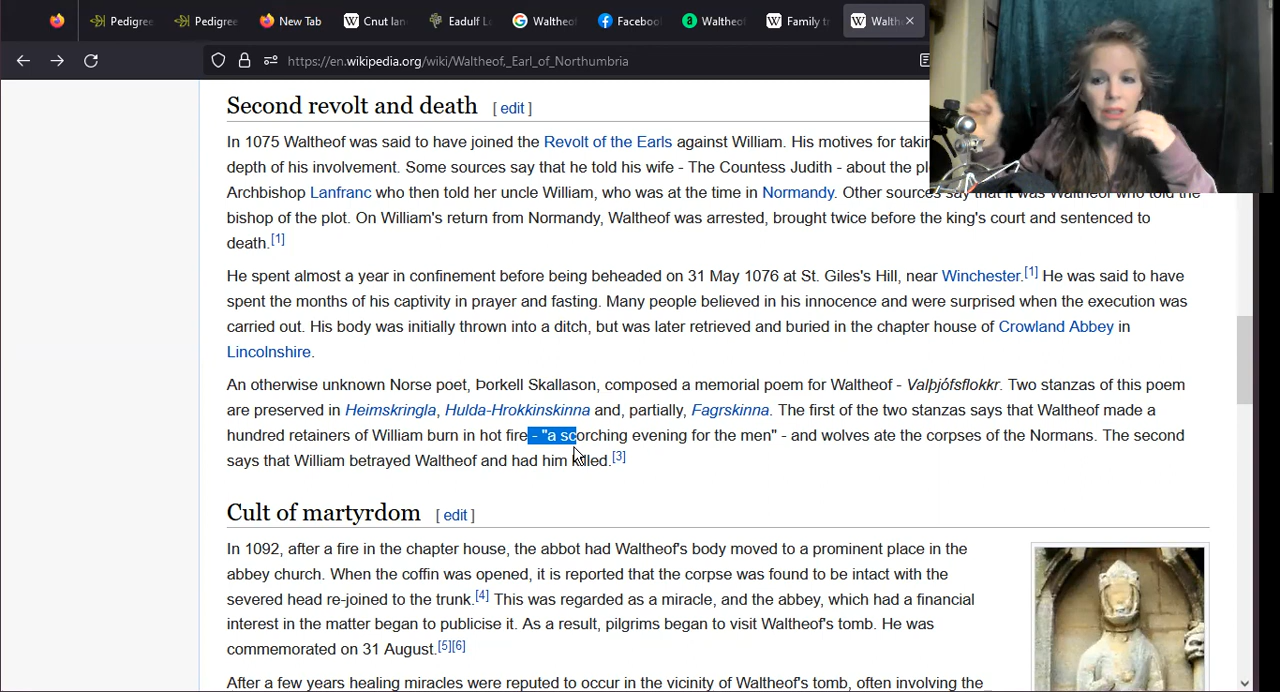 Pedigree
Pedigree
New Tab
Cnut lan
Eadulf L
Waltheof
Facebook
Waltheof
Family tr
Walth
https://en.wikipedia.org/wiki/Waltheof,_Earl_of_Northumbria
Second revolt and death [ edit ]
In 1075 Waltheof was said to have joined the Revolt of the Earls against William. His motives for takin
depth of his involvement. Some sources say that he told his wife - The Countess Judith - about the pl
Archbishop Lanfranc who then told her uncle William, who was at the time in Normandy. Other sources say that it was Waltheof who told the
bishop of the plot. On William's return from Normandy, Waltheof was arrested, brought twice before the king's court and sentenced to
death.[1]
He spent almost a year in confinement before being beheaded on 31 May 1076 at St. Giles's Hill, near Winchester.[1] He was said to have
spent the months of his captivity in prayer and fasting. Many people believed in his innocence and were surprised when the execution was
carried out. His body was initially thrown into a ditch, but was later retrieved and buried in the chapter house of Crowland Abbey in
Lincolnshire.
An otherwise unknown Norse poet, Þorkell Skallason, composed a memorial poem for Waltheof - Valþjófsflokkr. Two stanzas of this poem
are preserved in Heimskringla, Hulda-Hrokkinskinna and, partially, Fagrskinna. The first of the two stanzas says that Waltheof made a
hundred retainers of William burn in hot fire - "a scorching evening for the men" - and wolves ate the corpses of the Normans. The second
says that William betrayed Waltheof and had him killed.[3]
Cult of martyrdom [ edit ]
In 1092, after a fire in the chapter house, the abbot had Waltheof's body moved to a prominent place in the
abbey church. When the coffin was opened, it is reported that the corpse was found to be intact with the
severed head re-joined to the trunk.[4] This was regarded as a miracle, and the abbey, which had a financial
interest in the matter began to publicise it. As a result, pilgrims began to visit Waltheof's tomb. He was
commemorated on 31 August.[5][6]
After a few years healing miracles were reputed to occur in the vicinity of Waltheof's tomb, often involving the